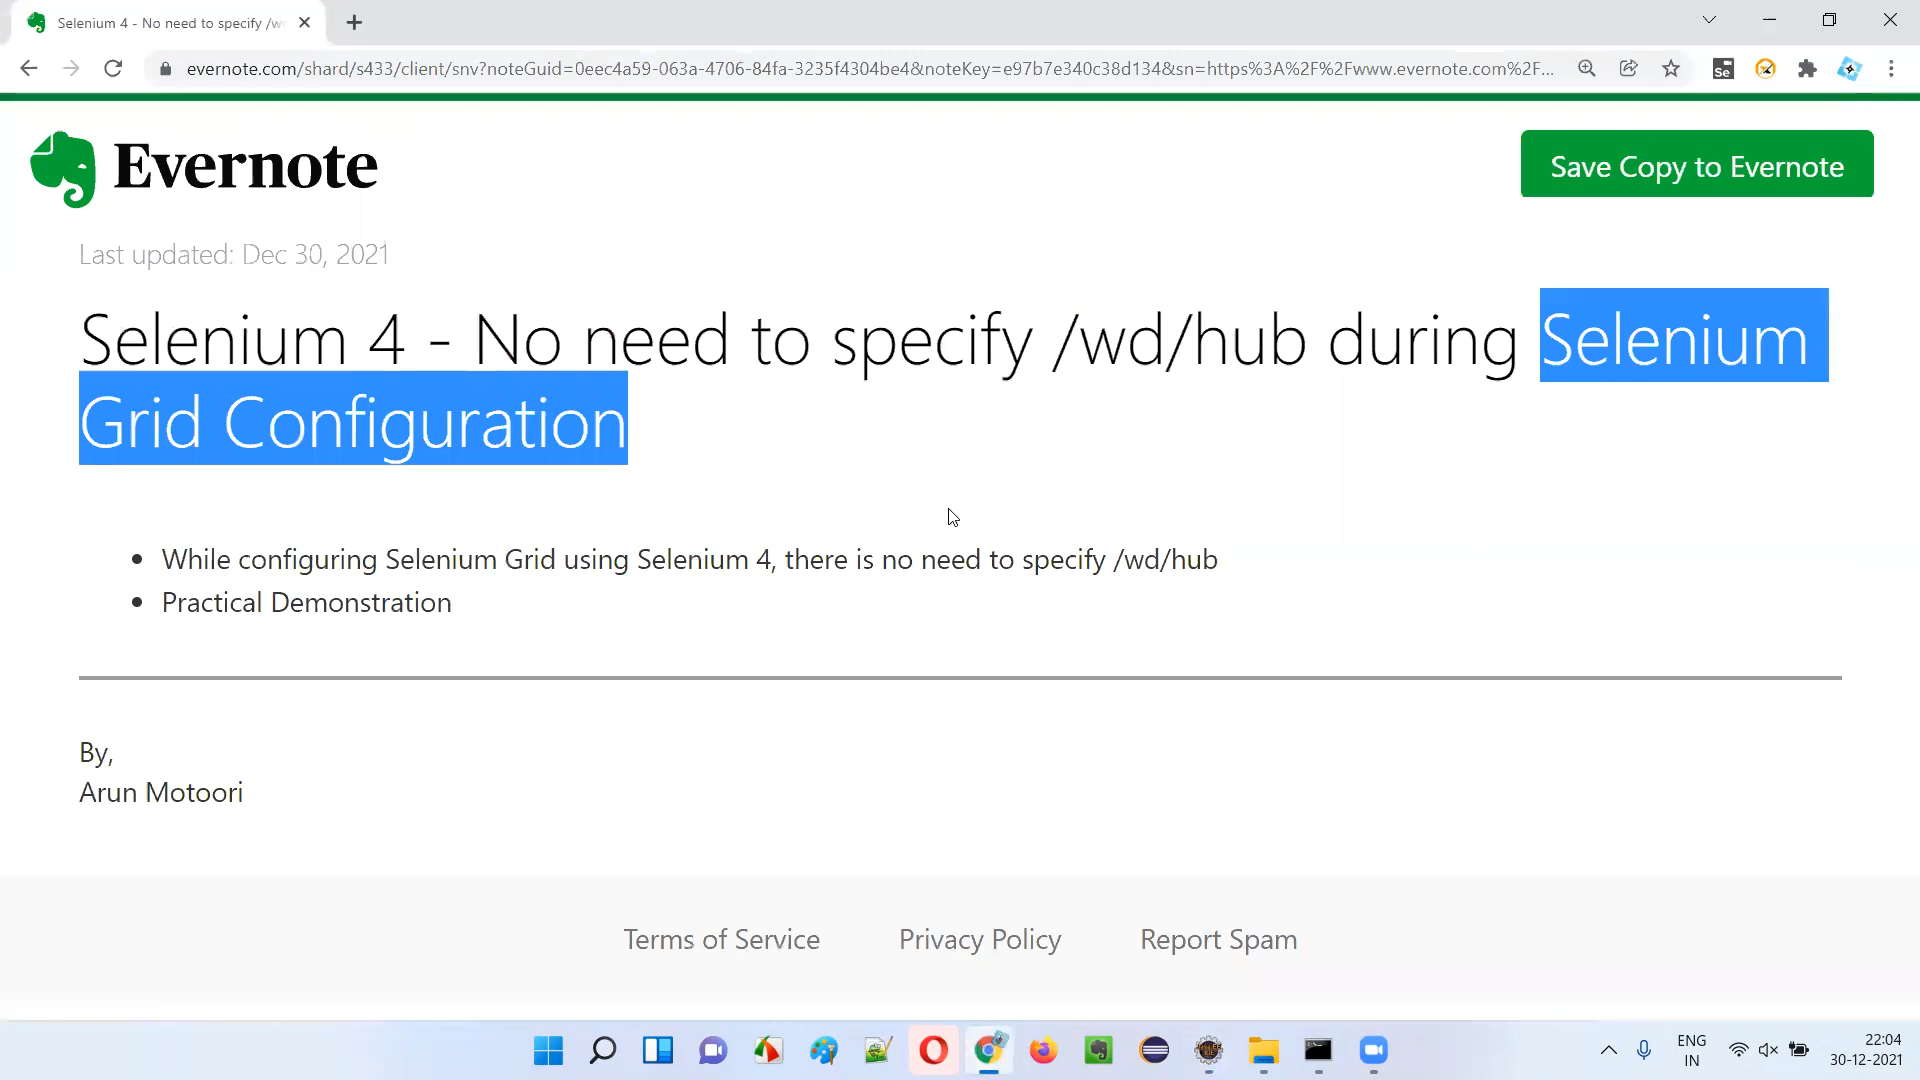 Selenium 4 - No need to specify /w
evernote.com/shard/s433/client/snv?noteGuid=0eec4a59-063a-4706-84fa-3235f4304be4&noteKey=e97b7e340c38d134&sn=https%3A%2F%2Fwww.evernote.com%2F...
Se
Evernote
Save Copy to Evernote
Last updated: Dec 30, 2021
Selenium 4 - No need to specify /wd/hub during Selenium
Grid Configuration
• While configuring Selenium Grid using Selenium 4, there is no need to specify /wd/hub
• Practical Demonstration
By,
Arun Motoori
Terms of Service
Privacy Policy
Report Spam
ENG
IN
22:04
30-12-2021